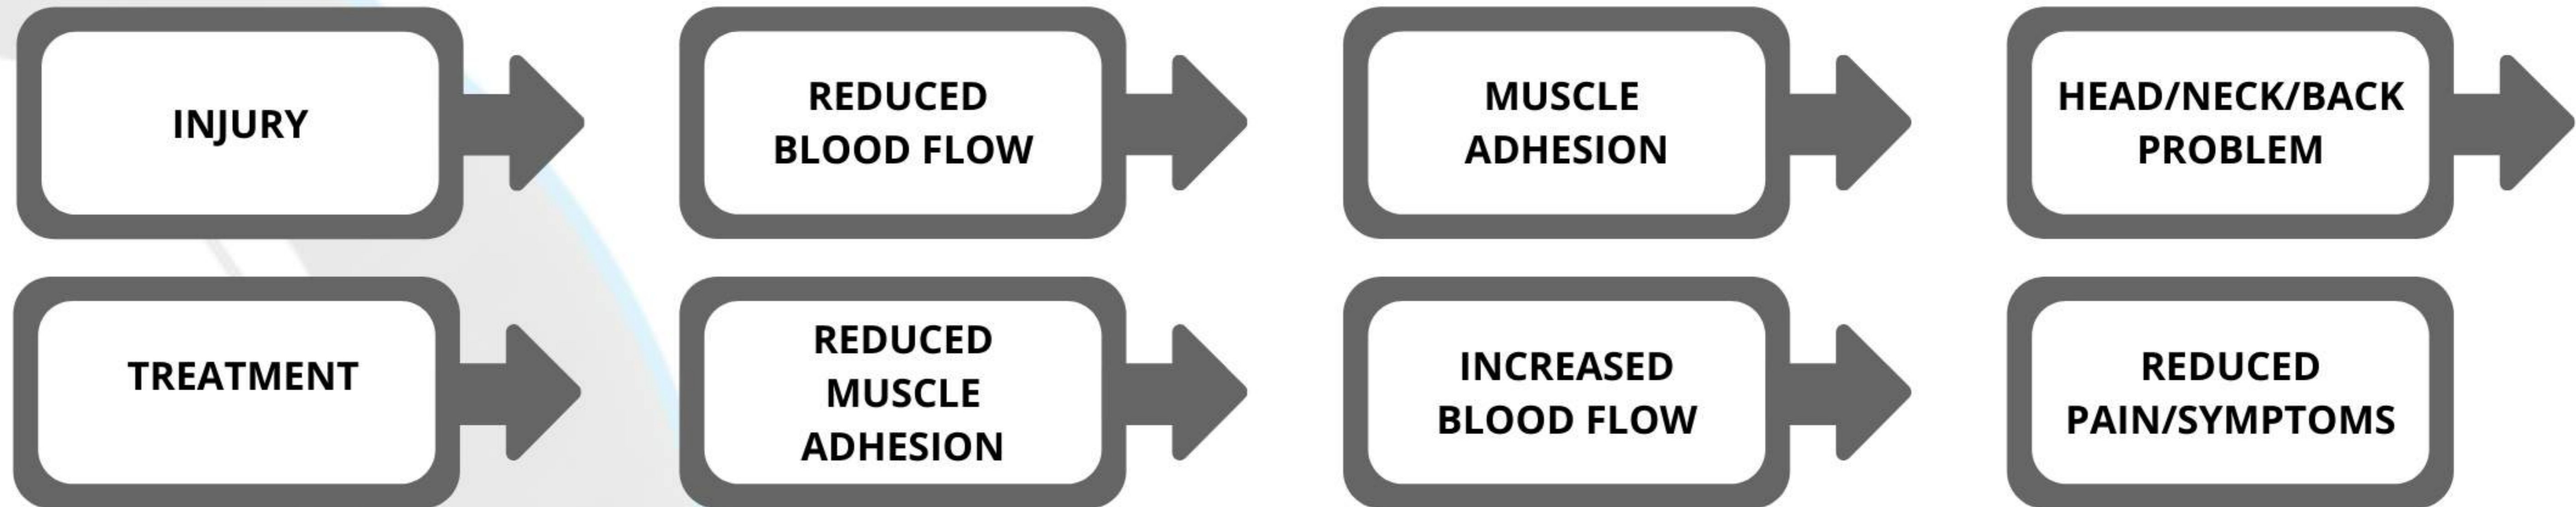 INJURY
REDUCED
BLOOD FLOW
MUSCLE
ADHESION
HEAD/NECK/BACK
PROBLEM
TREATMENT
REDUCED
MUSCLE
ADHESION
INCREASED
BLOOD FLOW
REDUCED
PAIN/SYMPTOMS